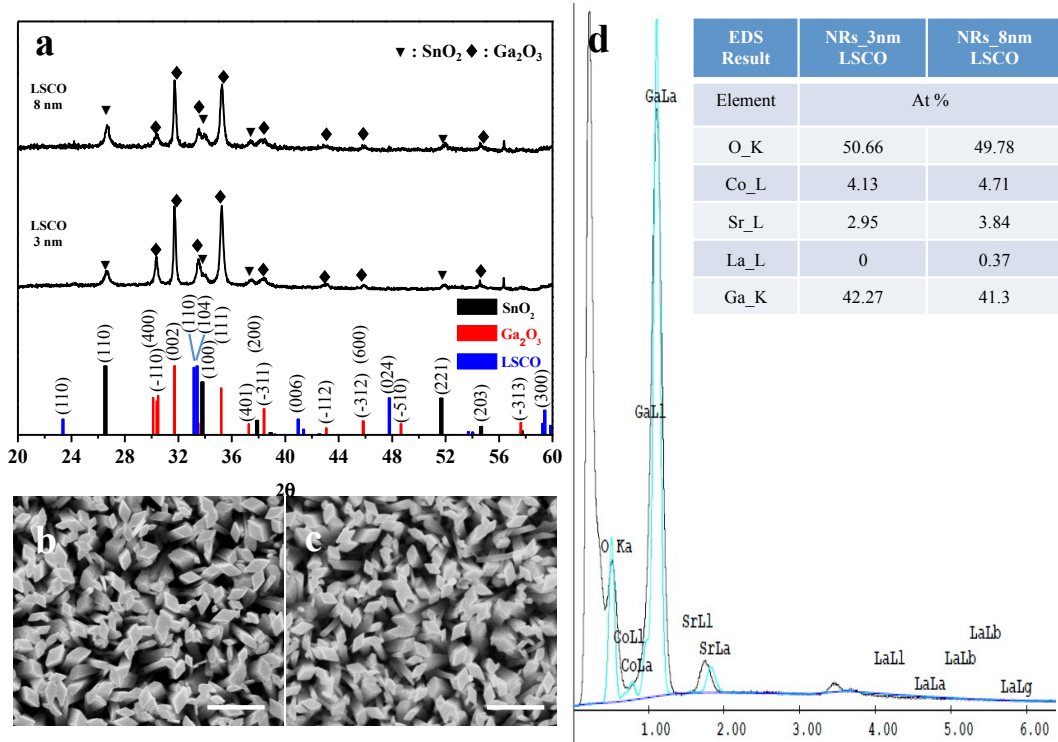 a
▼ : SnO2 ◆ : Ga2O3
LSCO
8 nm
LSCO
3 nm
SnO2
Ga2O3
LSCO
(110)
(110)
(400)
(-110)
(002)
(110)
(104)
(100)
(111)
(401)
(200)
(-311)
(006)
(-112)
(600)
(-312)
(024)
(-510)
(221)
(203)
(-313)
(300)
20 24 28 32 36 40 44 48 52 56 60
2θ
b
c
d
EDS Result NRs_3nm LSCO NRs_8nm LSCO
Element At %
O_K 50.66 49.78
Co_L 4.13 4.71
Sr_L 2.95 3.84
La_L 0 0.37
Ga_K 42.27 41.3
GaLa
GaLl
O Ka
CoLl
CoLa
SrLl
SrLa
LaLl
LaLa
LaLb
LaLb
LaLg
1.00 2.00 3.00 4.00 5.00 6.00